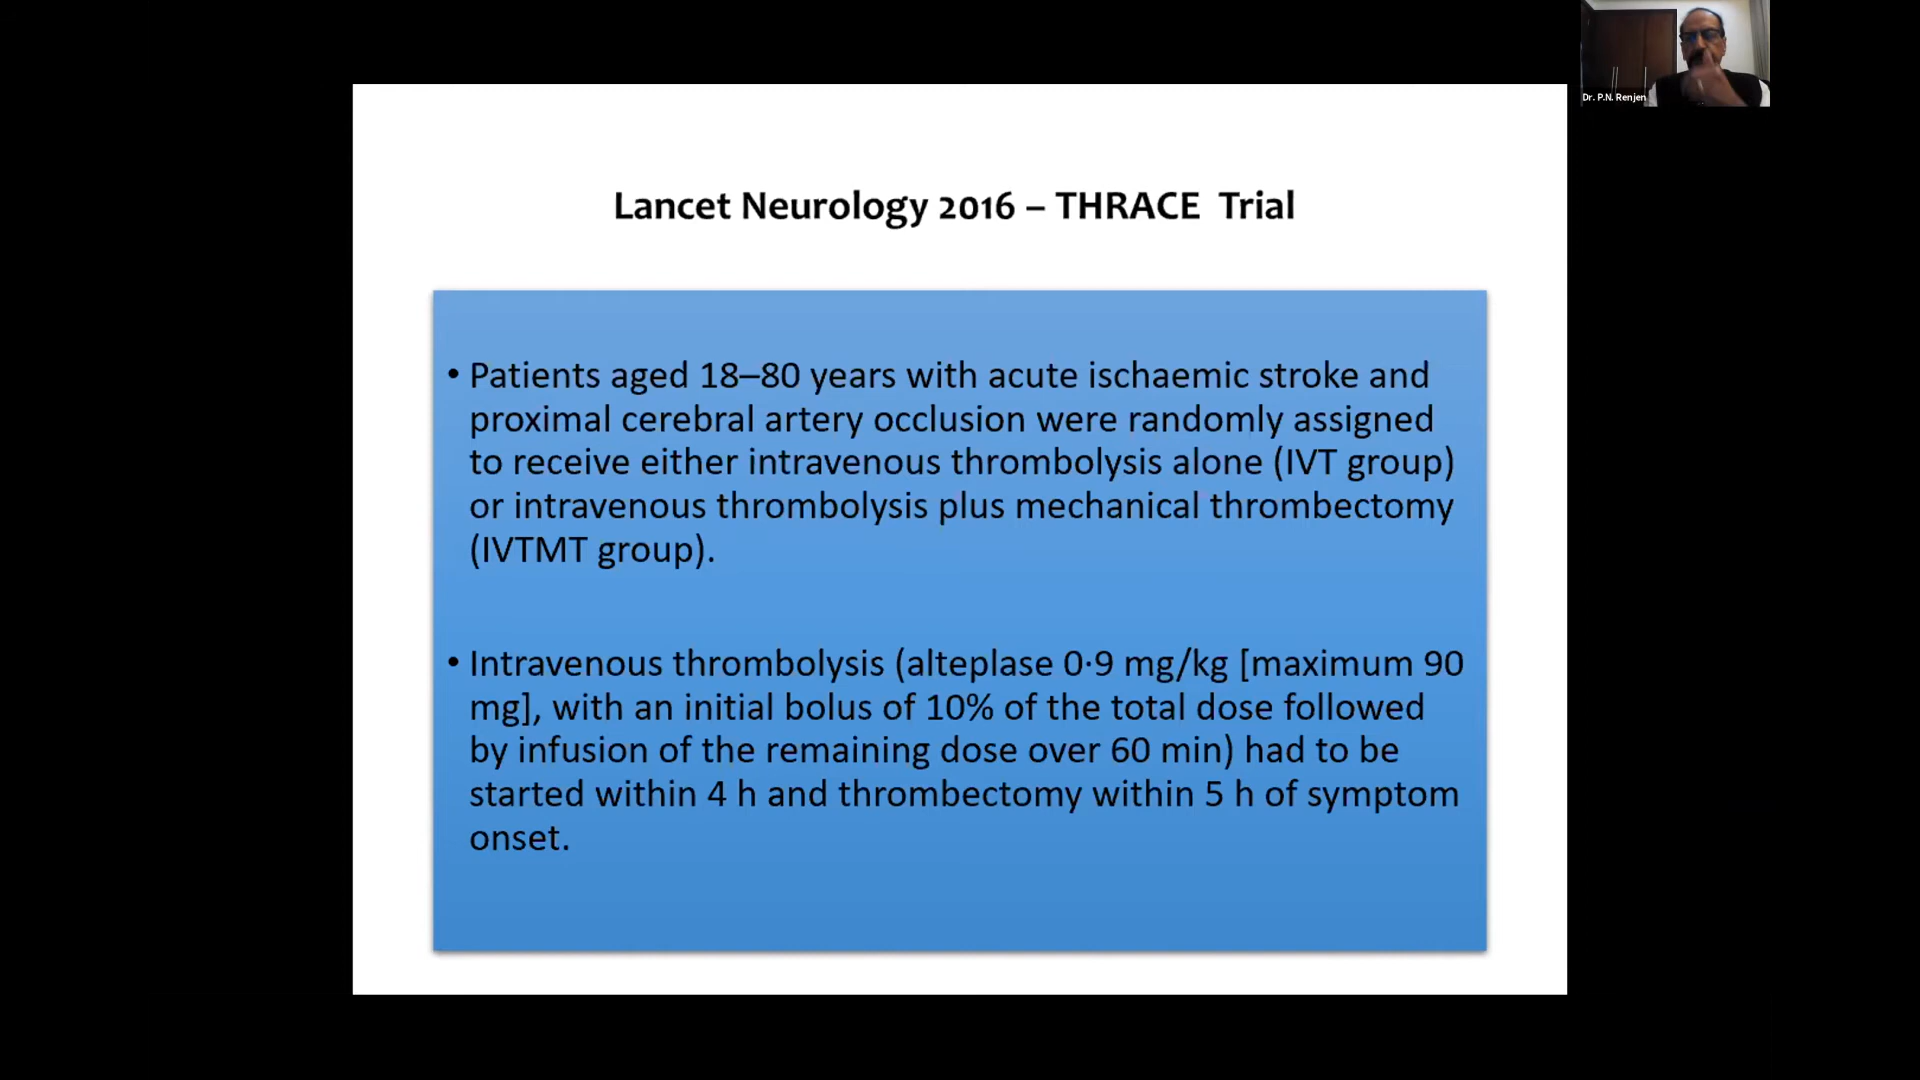 Dr. P.N. Renjen
Lancet Neurology 2016 – THRACE Trial
• Patients aged 18–80 years with acute ischaemic stroke and
proximal cerebral artery occlusion were randomly assigned
to receive either intravenous thrombolysis alone (IVT group)
or intravenous thrombolysis plus mechanical thrombectomy
(IVTMT group).
• Intravenous thrombolysis (alteplase 0·9 mg/kg [maximum 90
mg], with an initial bolus of 10% of the total dose followed
by infusion of the remaining dose over 60 min) had to be
started within 4 h and thrombectomy within 5 h of symptom
onset.